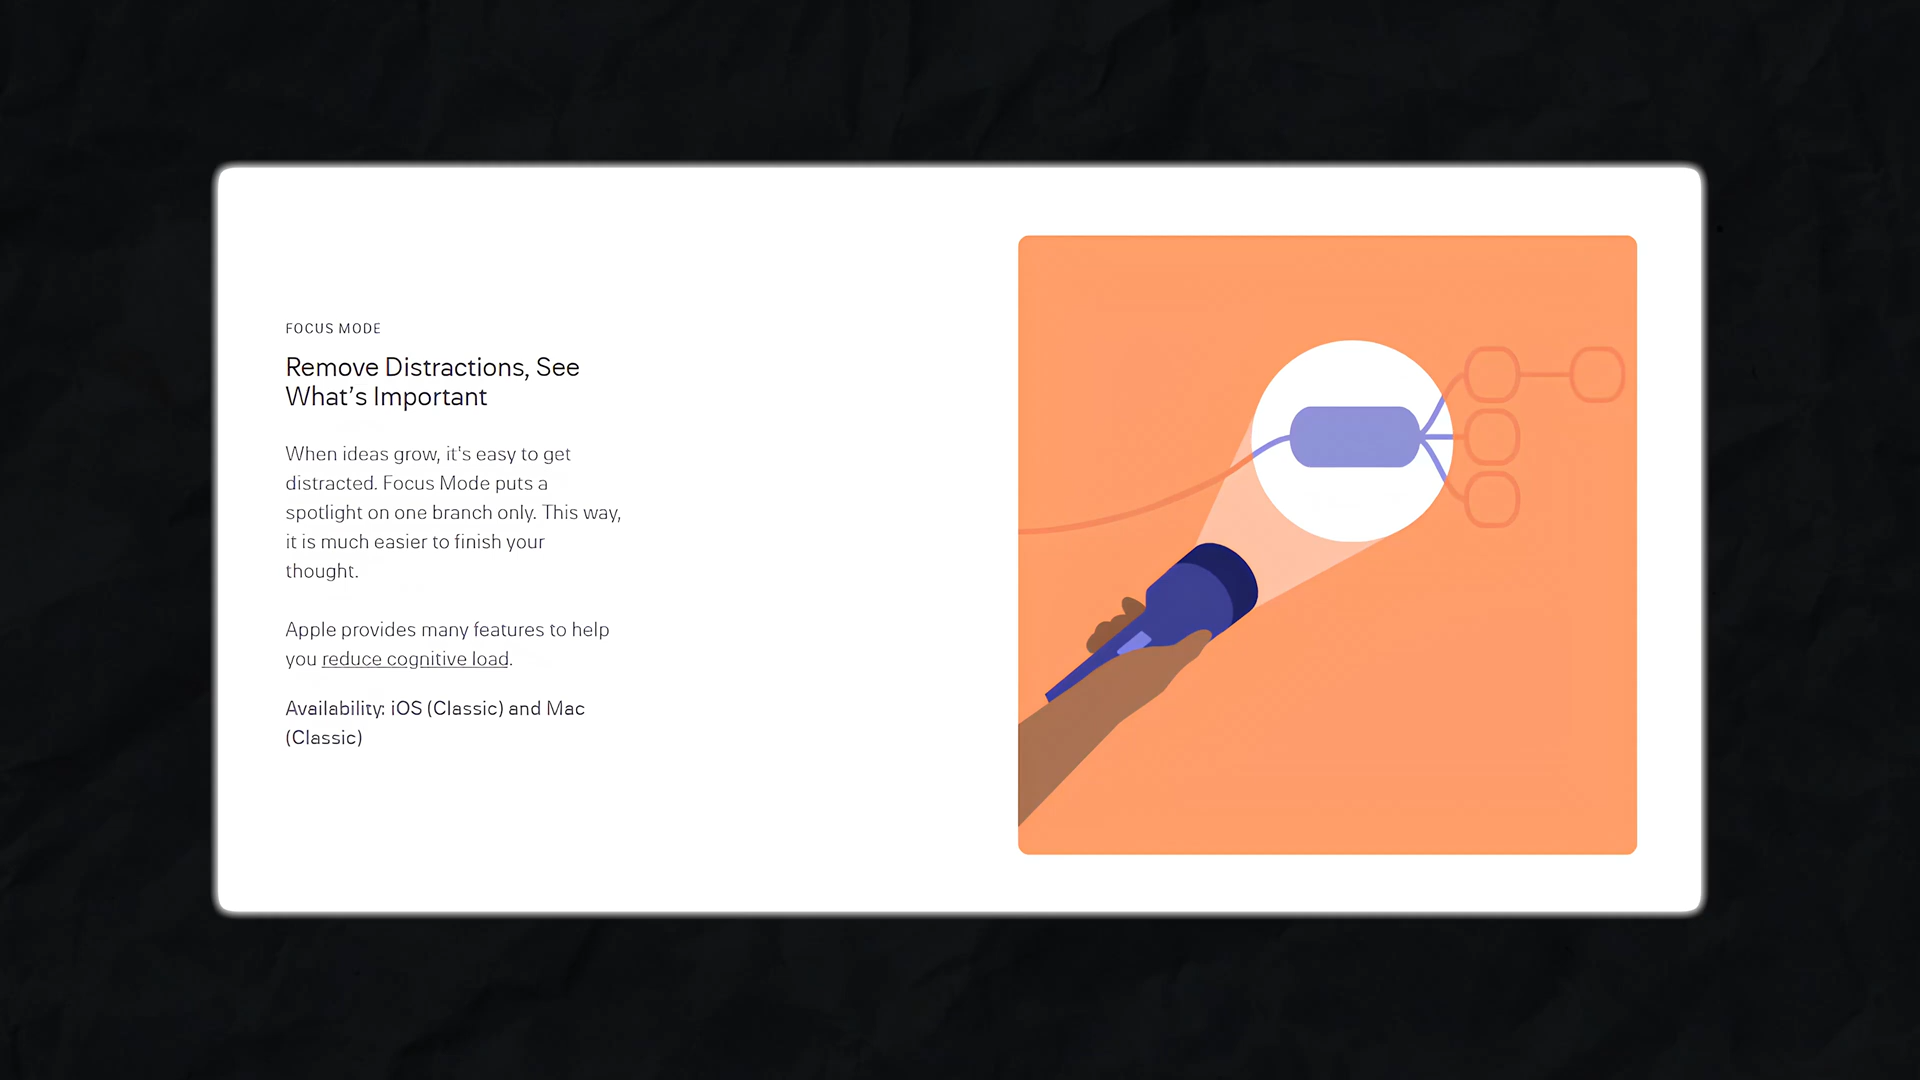 FOCUS MODE
Remove Distractions, See
What’s Important
When ideas grow, it's easy to get
distracted. Focus Mode puts a
spotlight on one branch only. This way,
it is much easier to finish your
thought.
Apple provides many features to help
you reduce cognitive load.
Availability: iOS (Classic) and Mac
(Classic)